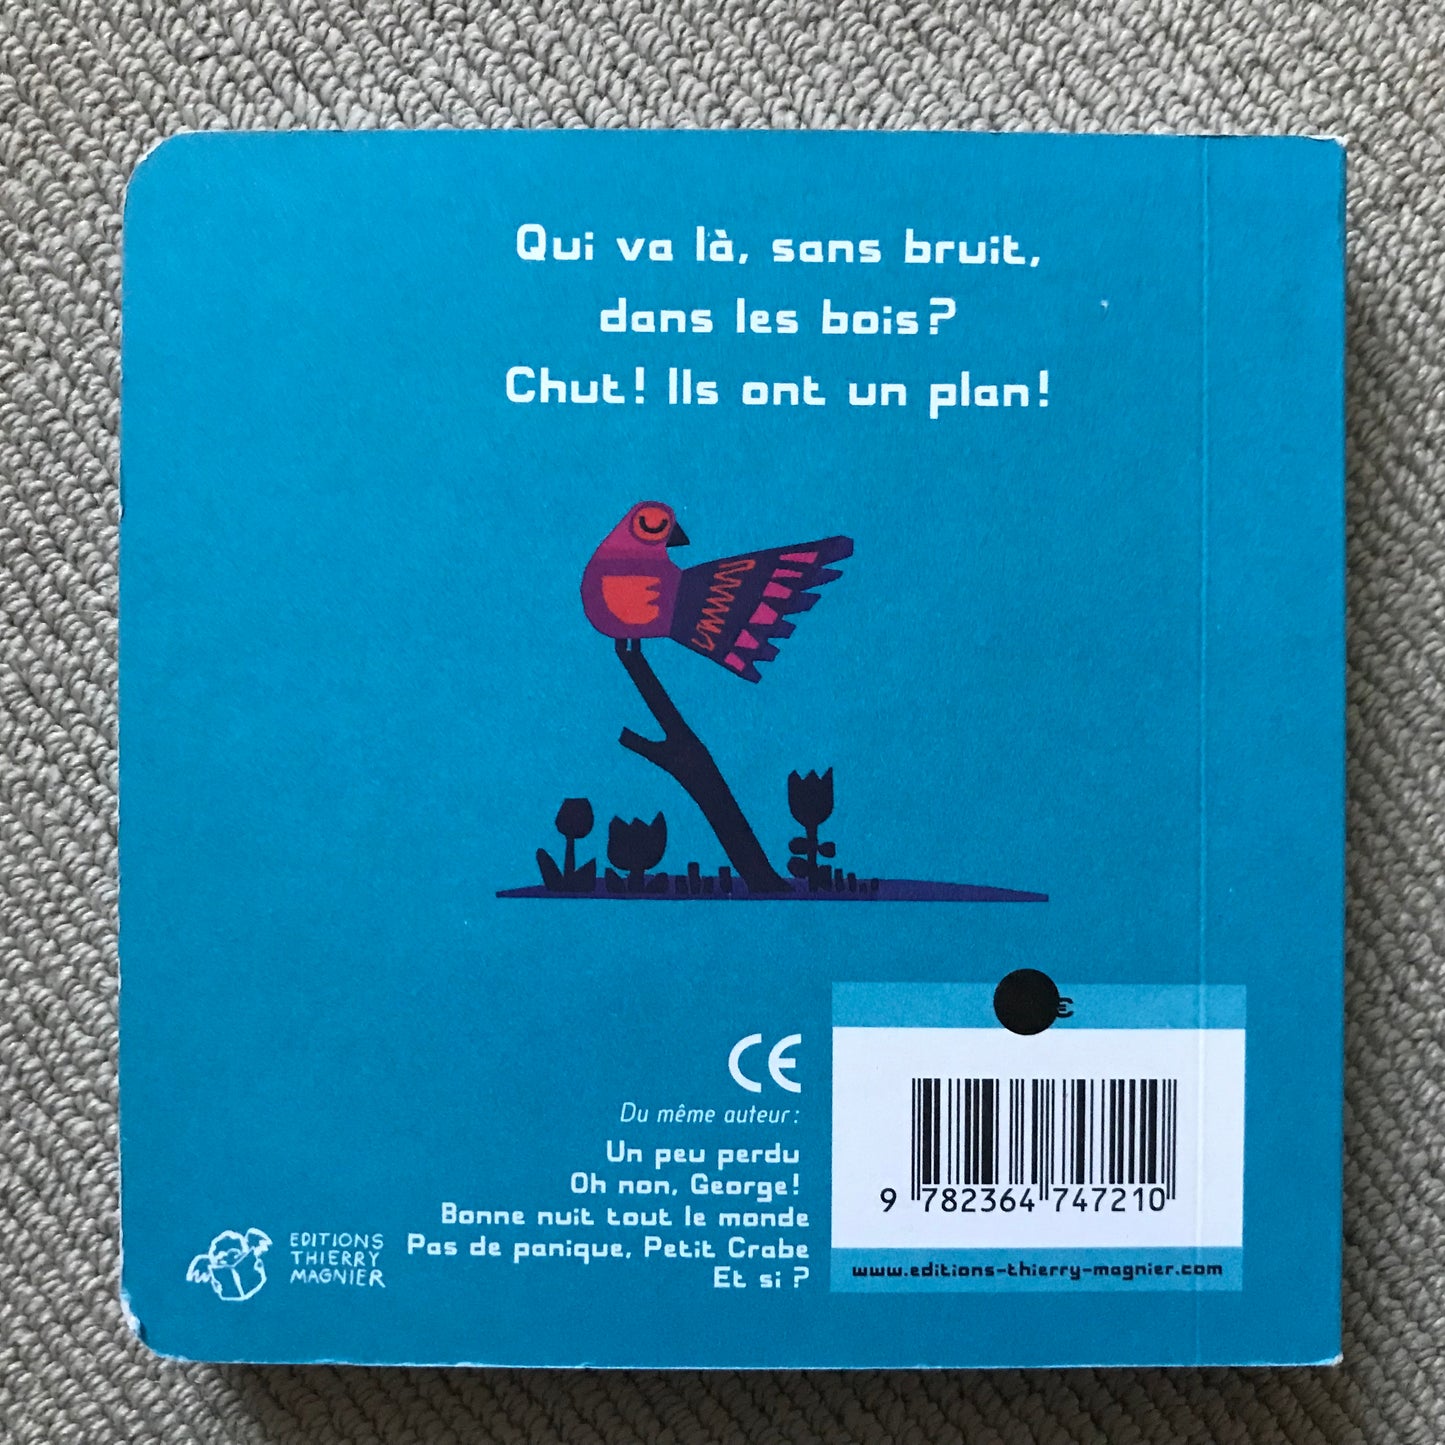 Qui va là, sans bruit,
dans les bois?
Chut! Ils ont un plan!
€
CE
Du même auteur :
Un peu perdu
Oh non, George!
Bonne nuit tout le monde
Pas de panique, Petit Crabe
Et si ?
EDITIONS
THIERRY
MAGNIER
9 782364 747210
www.editions-thierry-magnier.com